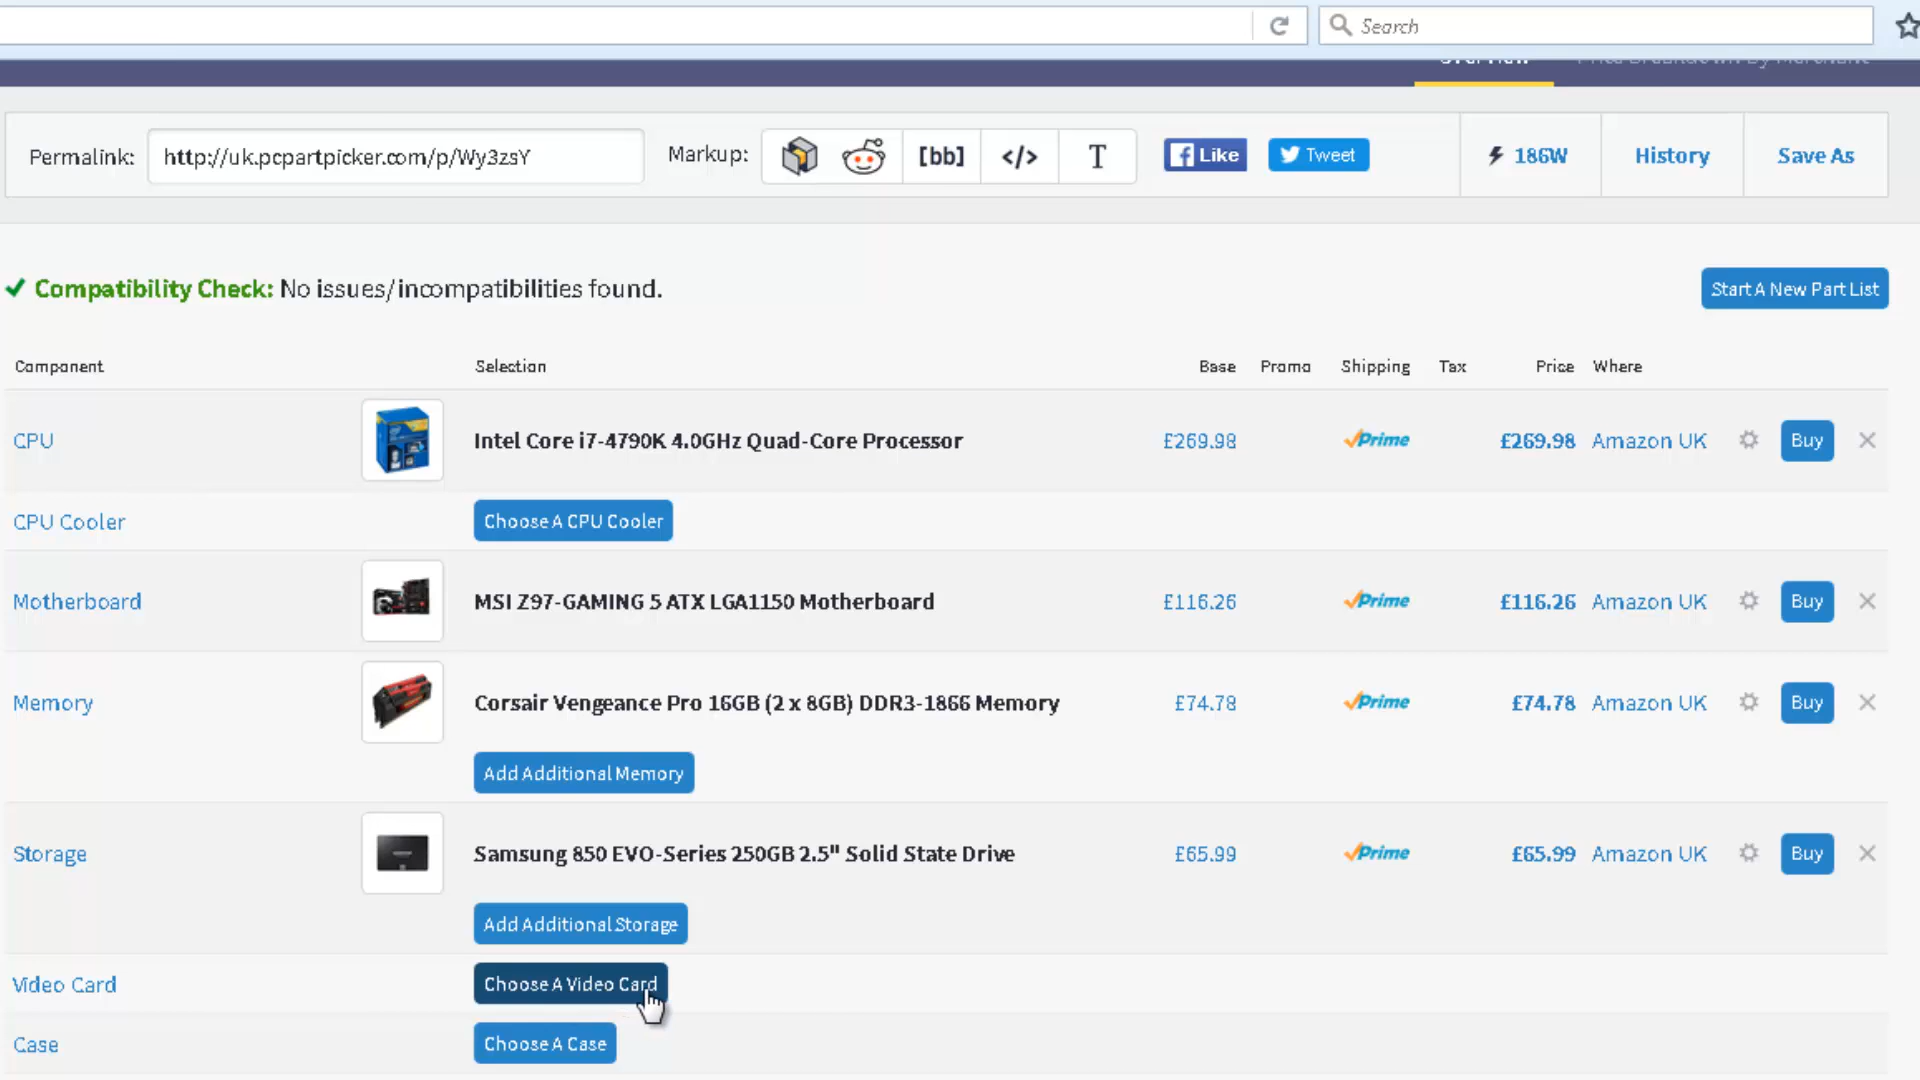 Search
Overview Price Breakdown By Merchant
Permalink: http://uk.pcpartpicker.com/p/Wy3zsY Markup: [bb] </> T Like Tweet 186W History Save As
Compatibility Check: No issues/incompatibilities found. Start A New Part List
Component Selection Base Promo Shipping Tax Price Where
CPU Intel Core i7-4790K 4.0GHz Quad-Core Processor £269.98 Prime £269.98 Amazon UK Buy
CPU Cooler Choose A CPU Cooler
Motherboard MSI Z97-GAMING 5 ATX LGA1150 Motherboard £116.26 Prime £116.26 Amazon UK Buy
Memory Corsair Vengeance Pro 16GB (2 x 8GB) DDR3-1866 Memory £74.78 Prime £74.78 Amazon UK Buy
Add Additional Memory
Storage Samsung 850 EVO-Series 250GB 2.5" Solid State Drive £65.99 Prime £65.99 Amazon UK Buy
Add Additional Storage
Video Card Choose A Video Card
Case Choose A Case